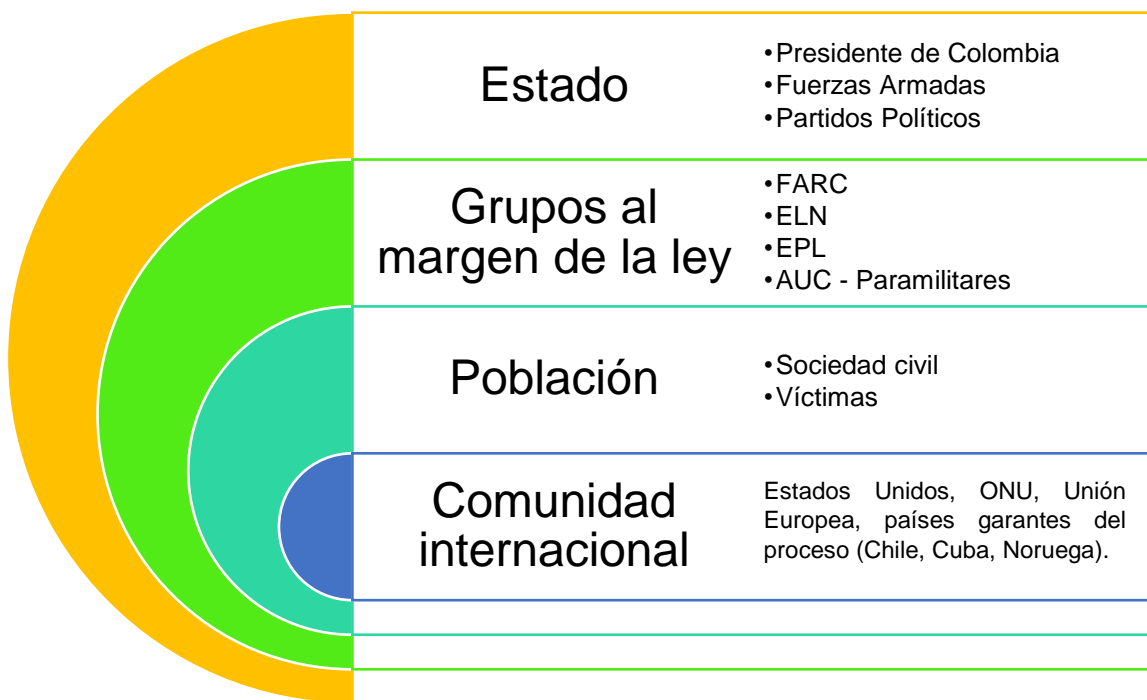 Estado
•Presidente de Colombia
•Fuerzas Armadas
•Partidos Políticos
Grupos al
margen de la ley
•FARC
•ELN
•EPL
•AUC - Paramilitares
Población
•Sociedad civil
•Víctimas
Comunidad
internacional
Estados Unidos, ONU, Unión
Europea, países garantes del
proceso (Chile, Cuba, Noruega).